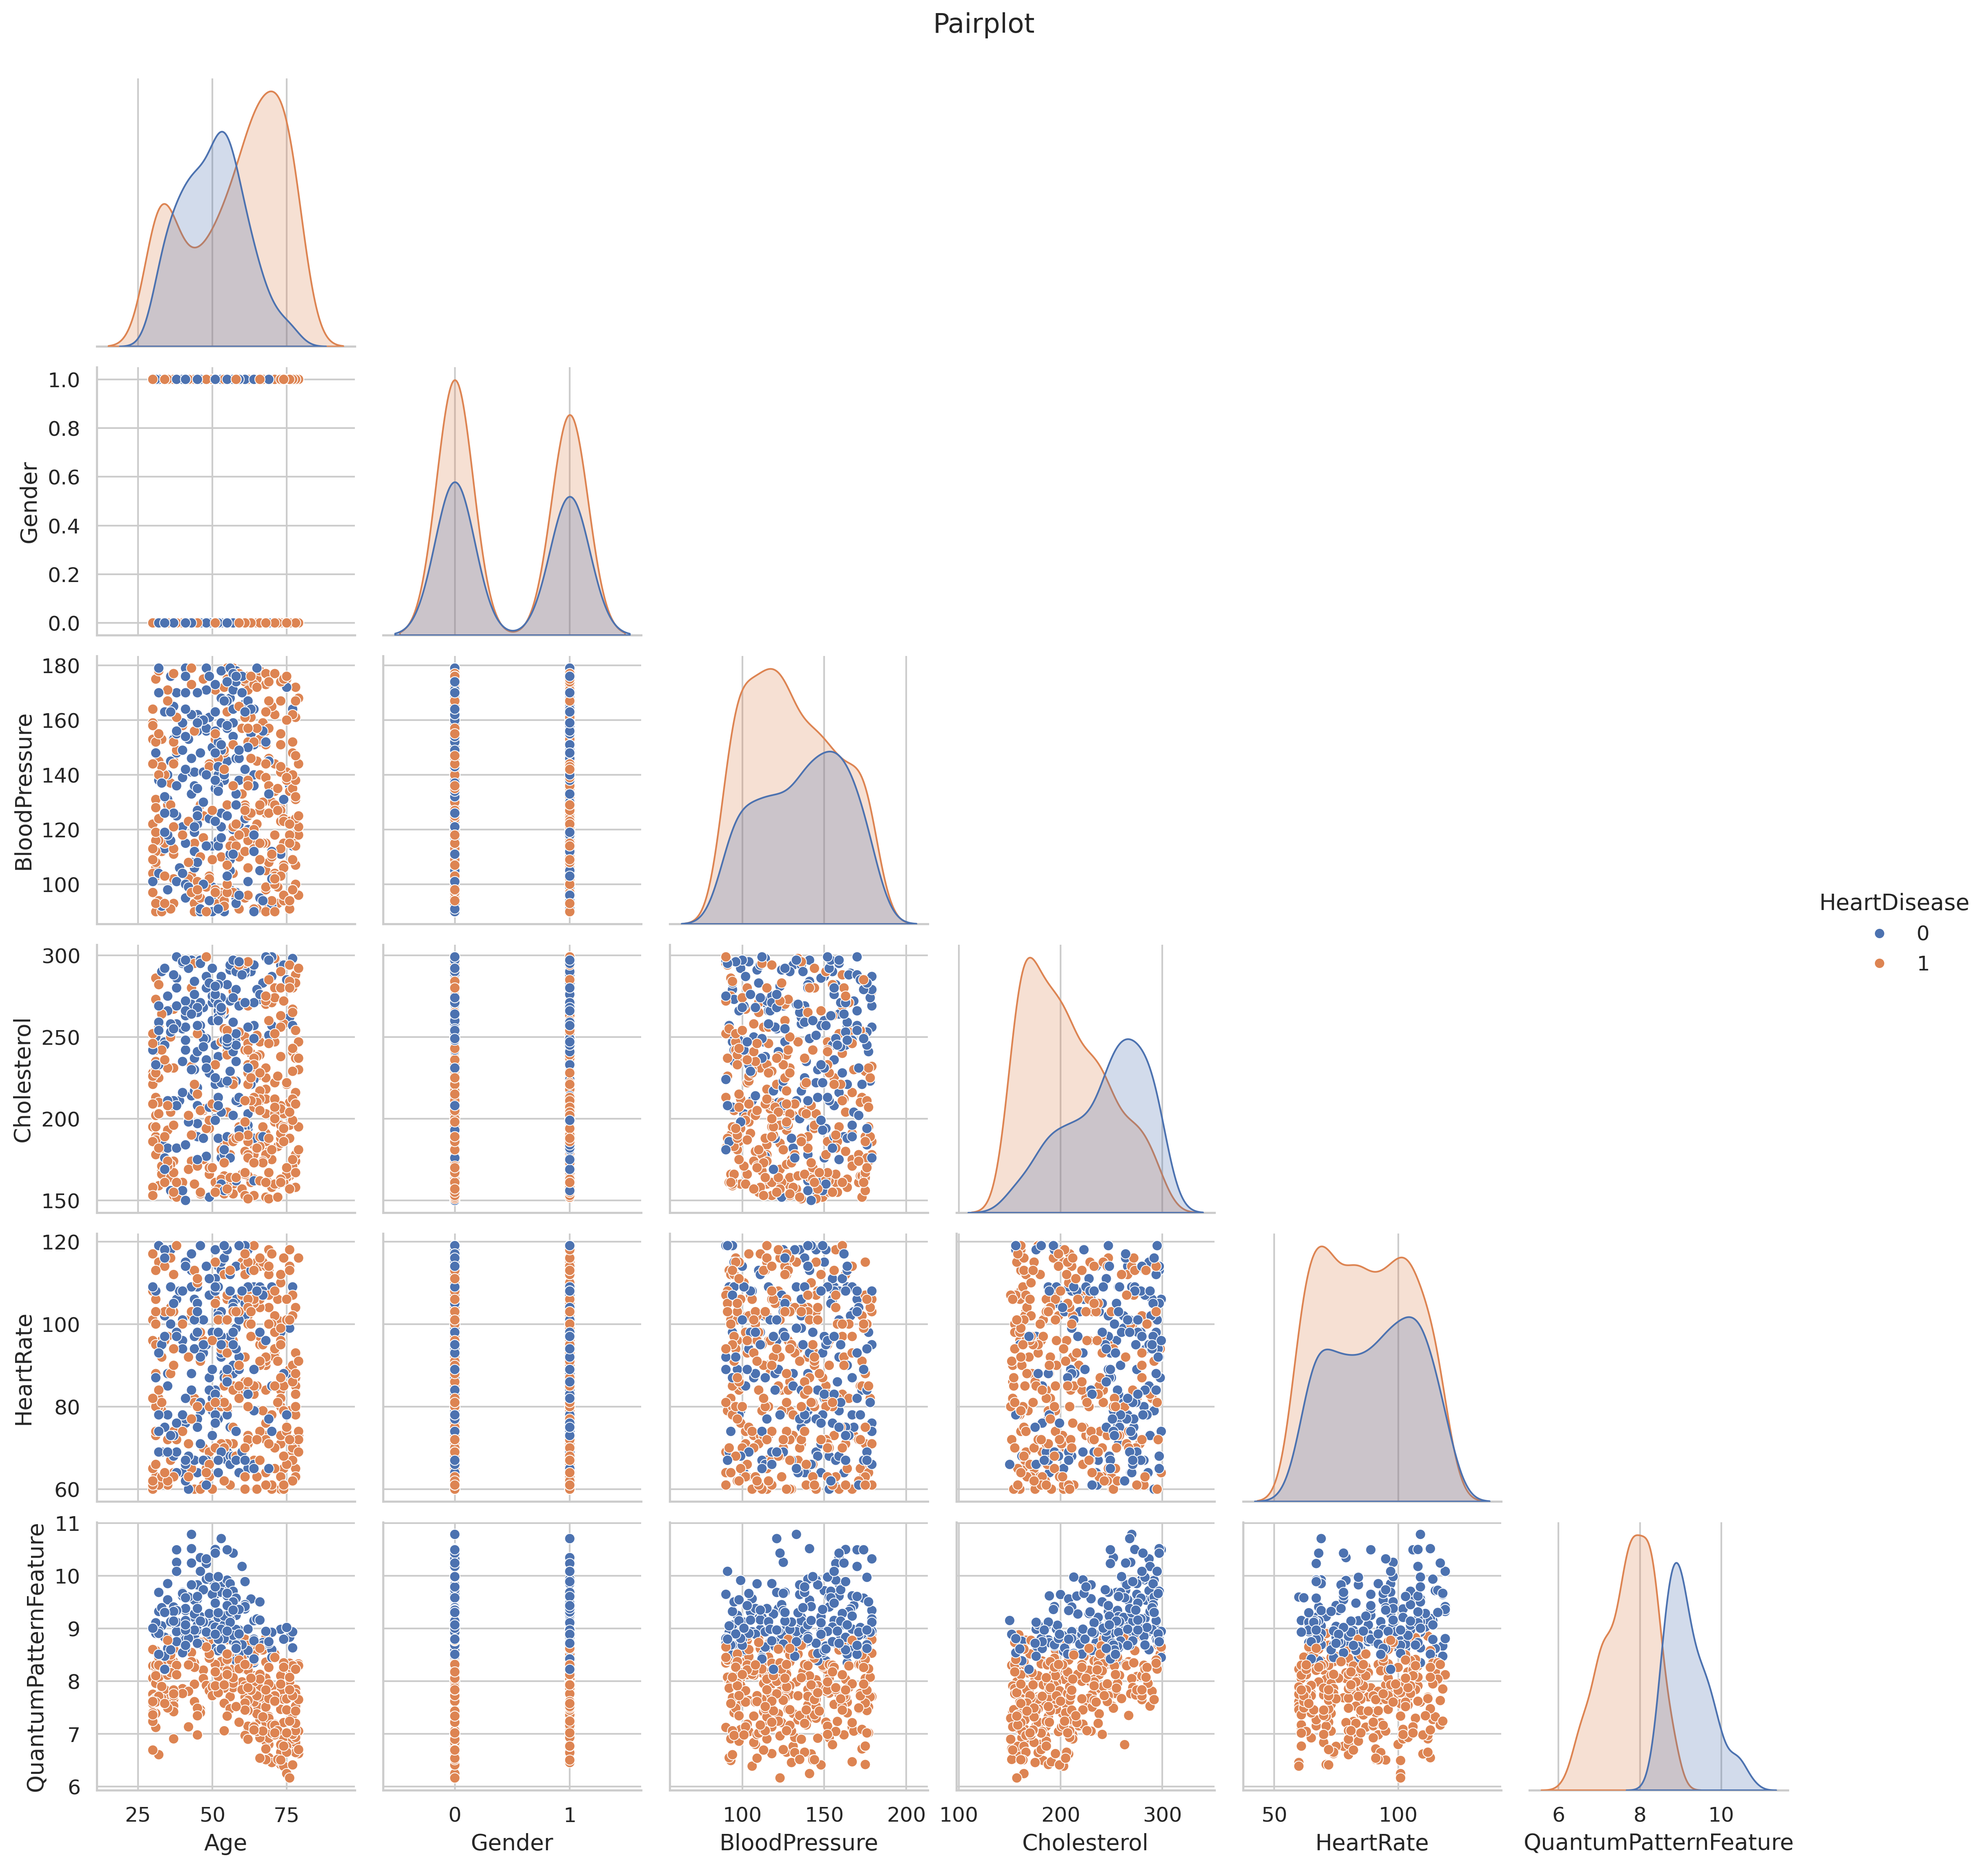 Pairplot
1.0
0.8
0.6
0.4
0.2
0.0
Gender
180
160
140
120
100
BloodPressure
300
250
200
150
Cholesterol
120
100
80
60
HeartRate
11
10
9
8
7
6
QuantumPatternFeature
25 50 75
Age
0 1
Gender
100 150 200
BloodPressure
100 200 300
Cholesterol
50 100
HeartRate
6 8 10
QuantumPatternFeature
HeartDisease
0
1